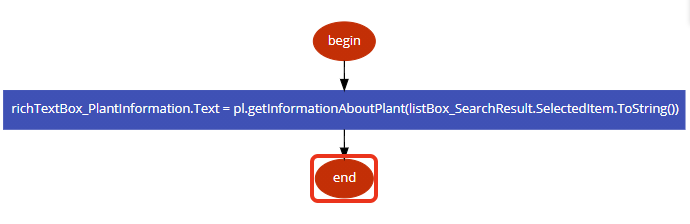 begin
richTextBox_PlantInformation.Text = pl.getInformationAboutPlant(listBox_SearchResult.SelectedItem.ToString())
end